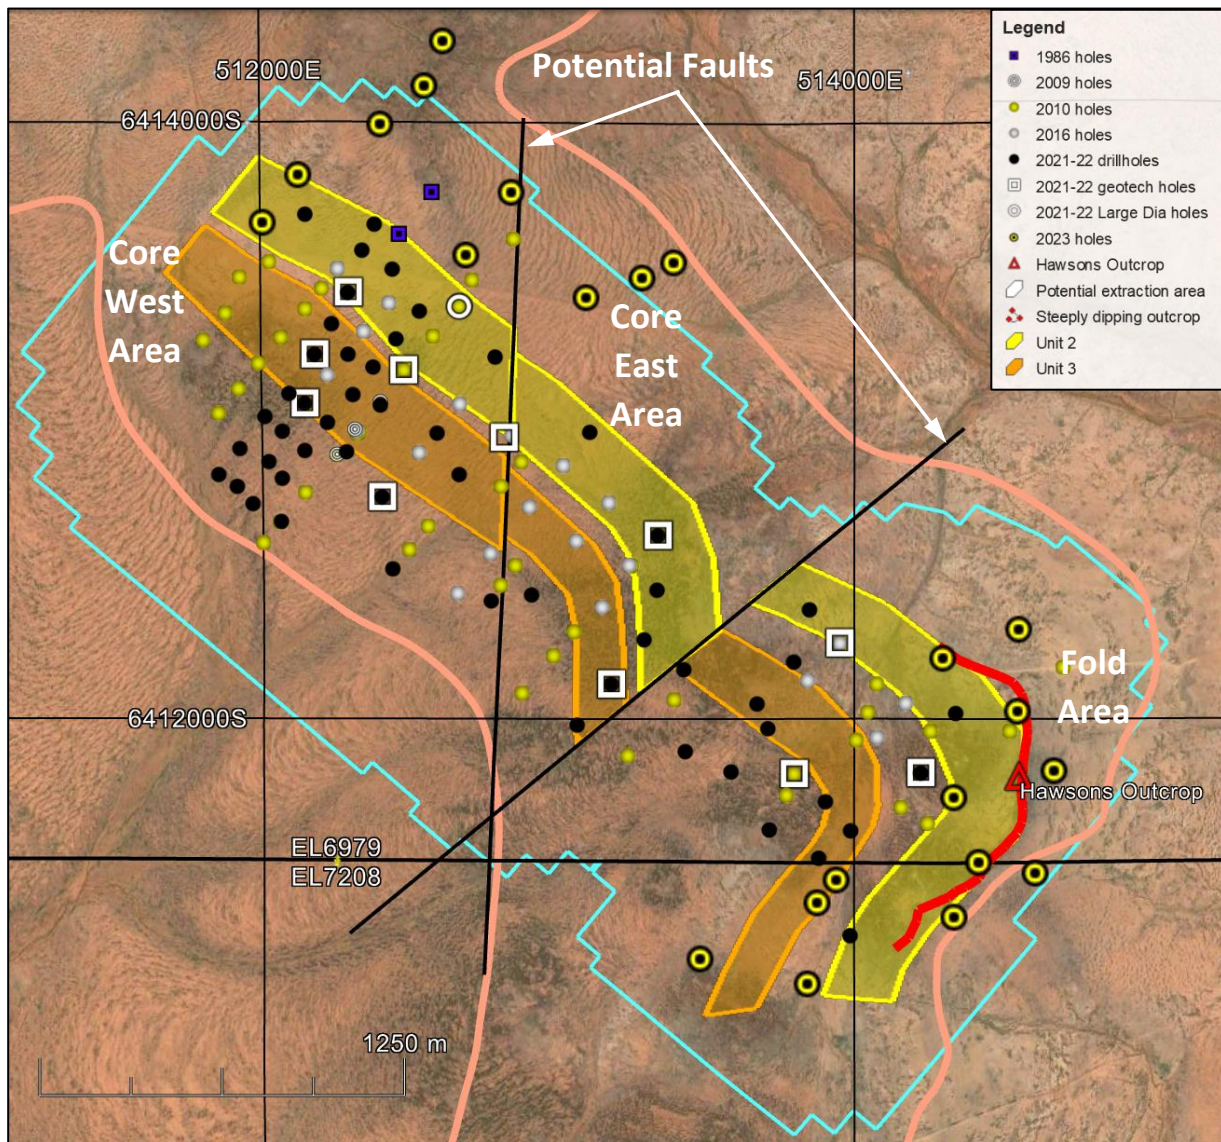 Potential Faults
512000E
514000E
6414000S
Core
West
Area
Core
East
Area
Fold
Area
6412000S
Hawsons Outcrop
EL6979
EL7208
1250 m
Legend
1986 holes
2009 holes
2010 holes
2016 holes
2021-22 drillholes
2021-22 geotech holes
2021-22 Large Dia holes
2023 holes
Hawsons Outcrop
Potential extraction area
Steeply dipping outcrop
Unit 2
Unit 3